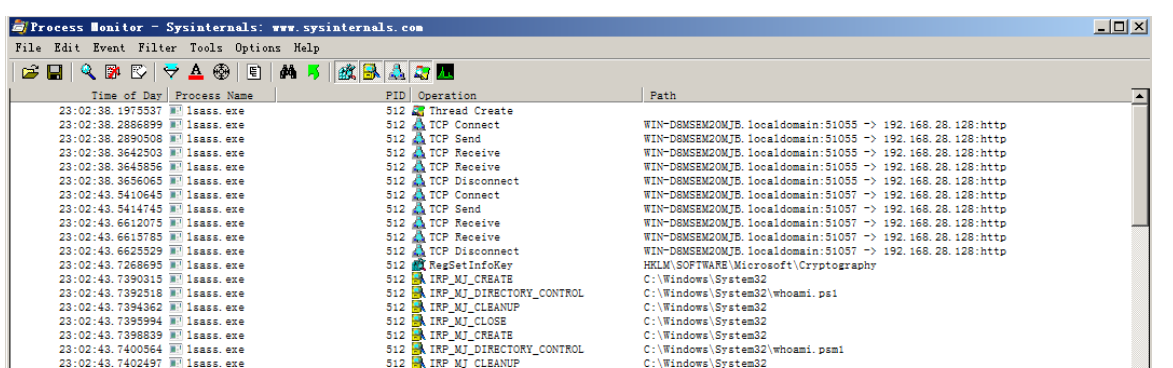 Process Monitor - Sysinternals: www.sysinternals.com
File Edit Event Filter Tools Options Help
Time of Day Process Name PID Operation Path
23:02:38.1975537 lsass.exe 512 Thread Create
23:02:38.2886899 lsass.exe 512 TCP Connect WIN-D8MSEM2OMJB.localdomain:51055 -> 192.168.28.128:http
23:02:38.2890508 lsass.exe 512 TCP Send WIN-D8MSEM2OMJB.localdomain:51055 -> 192.168.28.128:http
23:02:38.3642503 lsass.exe 512 TCP Receive WIN-D8MSEM2OMJB.localdomain:51055 -> 192.168.28.128:http
23:02:38.3645856 lsass.exe 512 TCP Receive WIN-D8MSEM2OMJB.localdomain:51055 -> 192.168.28.128:http
23:02:38.3656065 lsass.exe 512 TCP Disconnect WIN-D8MSEM2OMJB.localdomain:51055 -> 192.168.28.128:http
23:02:43.5410645 lsass.exe 512 TCP Connect WIN-D8MSEM2OMJB.localdomain:51057 -> 192.168.28.128:http
23:02:43.5414745 lsass.exe 512 TCP Send WIN-D8MSEM2OMJB.localdomain:51057 -> 192.168.28.128:http
23:02:43.6612075 lsass.exe 512 TCP Receive WIN-D8MSEM2OMJB.localdomain:51057 -> 192.168.28.128:http
23:02:43.6615785 lsass.exe 512 TCP Receive WIN-D8MSEM2OMJB.localdomain:51057 -> 192.168.28.128:http
23:02:43.6625529 lsass.exe 512 TCP Disconnect WIN-D8MSEM2OMJB.localdomain:51057 -> 192.168.28.128:http
23:02:43.7268695 lsass.exe 512 RegSetInfoKey HKLM\SOFTWARE\Microsoft\Cryptography
23:02:43.7390315 lsass.exe 512 IRP_MJ_CREATE C:\Windows\System32
23:02:43.7392518 lsass.exe 512 IRP_MJ_DIRECTORY_CONTROL C:\Windows\System32\whoami.ps1
23:02:43.7394362 lsass.exe 512 IRP_MJ_CLEANUP C:\Windows\System32
23:02:43.7395994 lsass.exe 512 IRP_MJ_CLOSE C:\Windows\System32
23:02:43.7398839 lsass.exe 512 IRP_MJ_CREATE C:\Windows\System32
23:02:43.7400564 lsass.exe 512 IRP_MJ_DIRECTORY_CONTROL C:\Windows\System32\whoami.psm1
23:02:43.7402497 lsass.exe 512 IRP_MJ_CLEANUP C:\Windows\System32